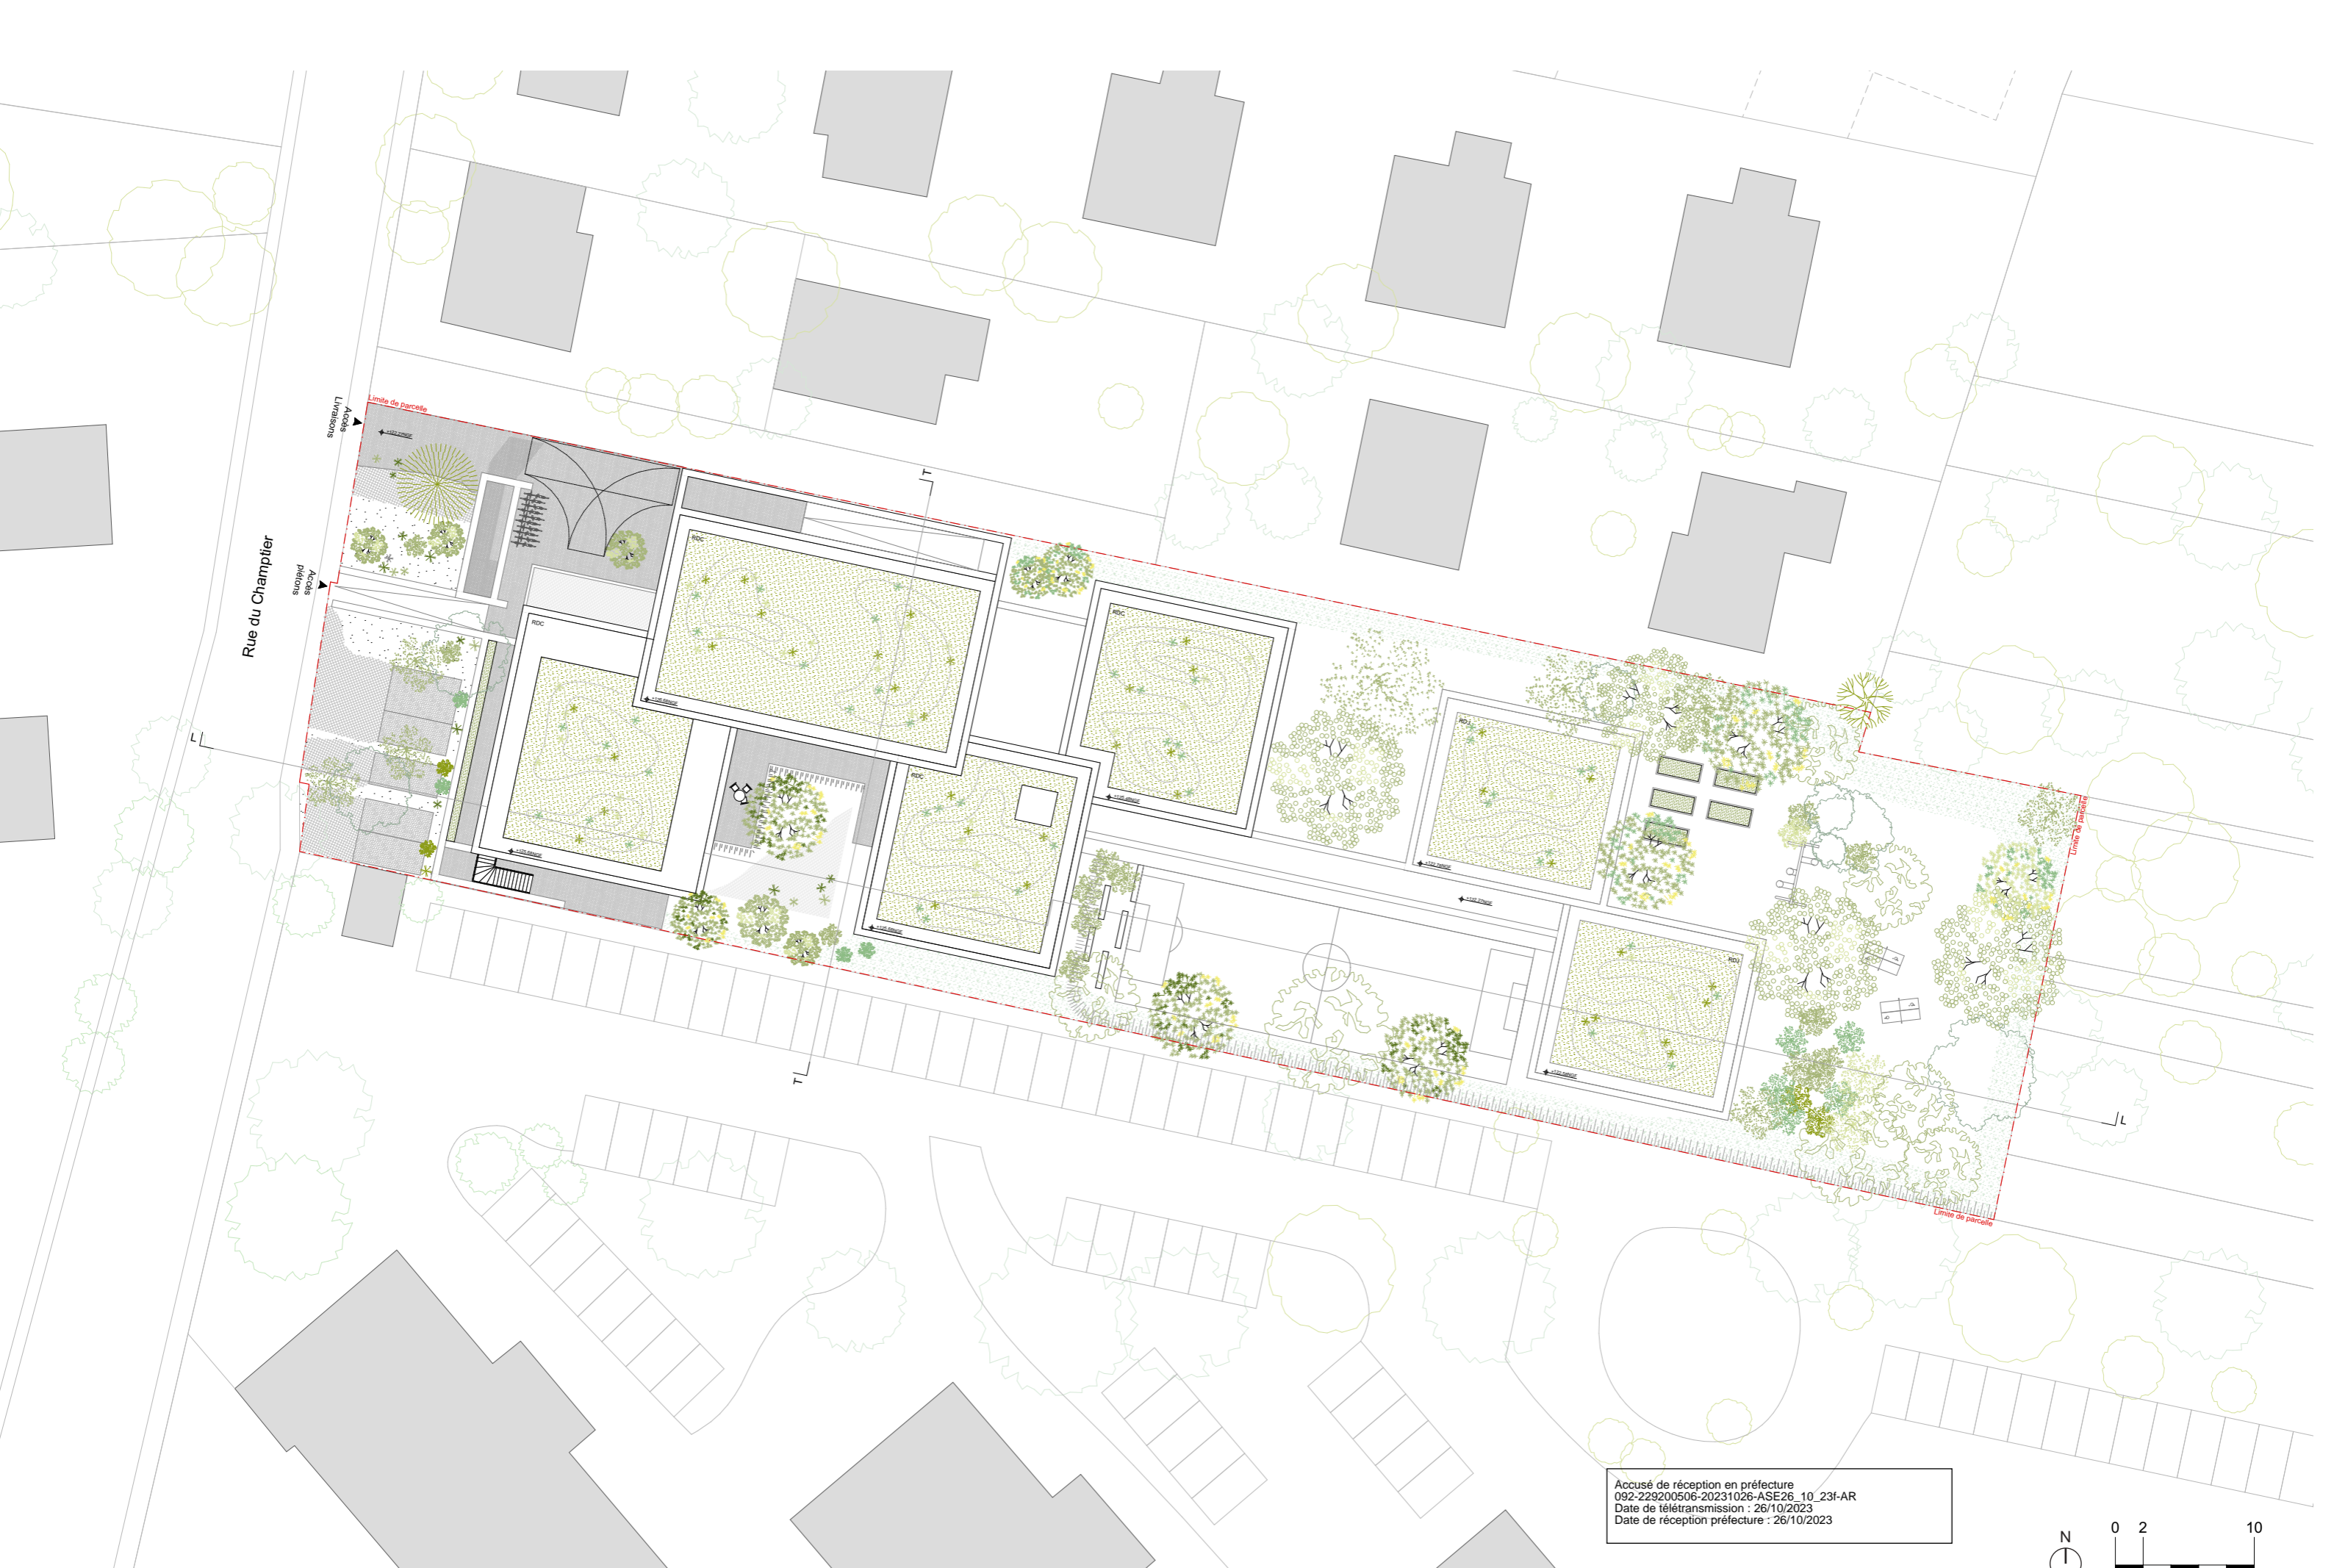 Limite de parcelle
Accès
Livraisons
T
RDC
Rue du Champtier
Accès
piétons
RDC
RDC
RDC
RDJ
L
Limite de parcelle
RDJ
T
L
Limite de parcelle
Accusé de réception en préfecture
092-229200506-20231026-ASE26_10_23f-AR
Date de télétransmission : 26/10/2023
Date de réception préfecture : 26/10/2023
N
0 2 10